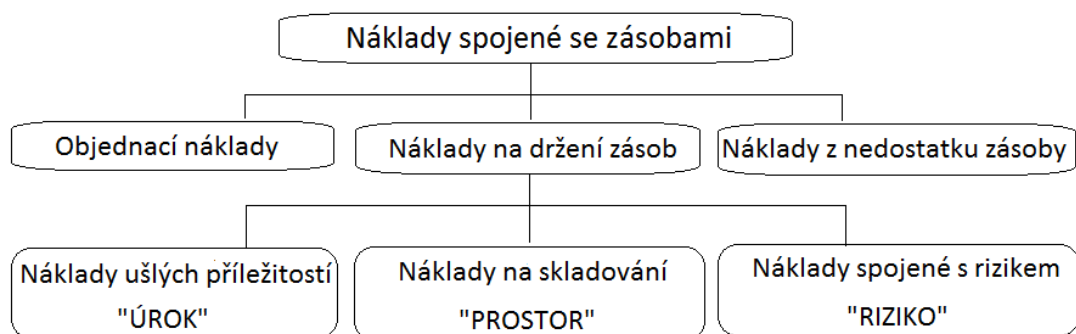 Náklady spojené se zásobami
Objednací náklady
Náklady na držení zásob
Náklady z nedostatku zásoby
Náklady ušlých příležitostí
"ÚROK"
Náklady na skladování
"PROSTOR"
Náklady spojené s rizikem
"RIZIKO"